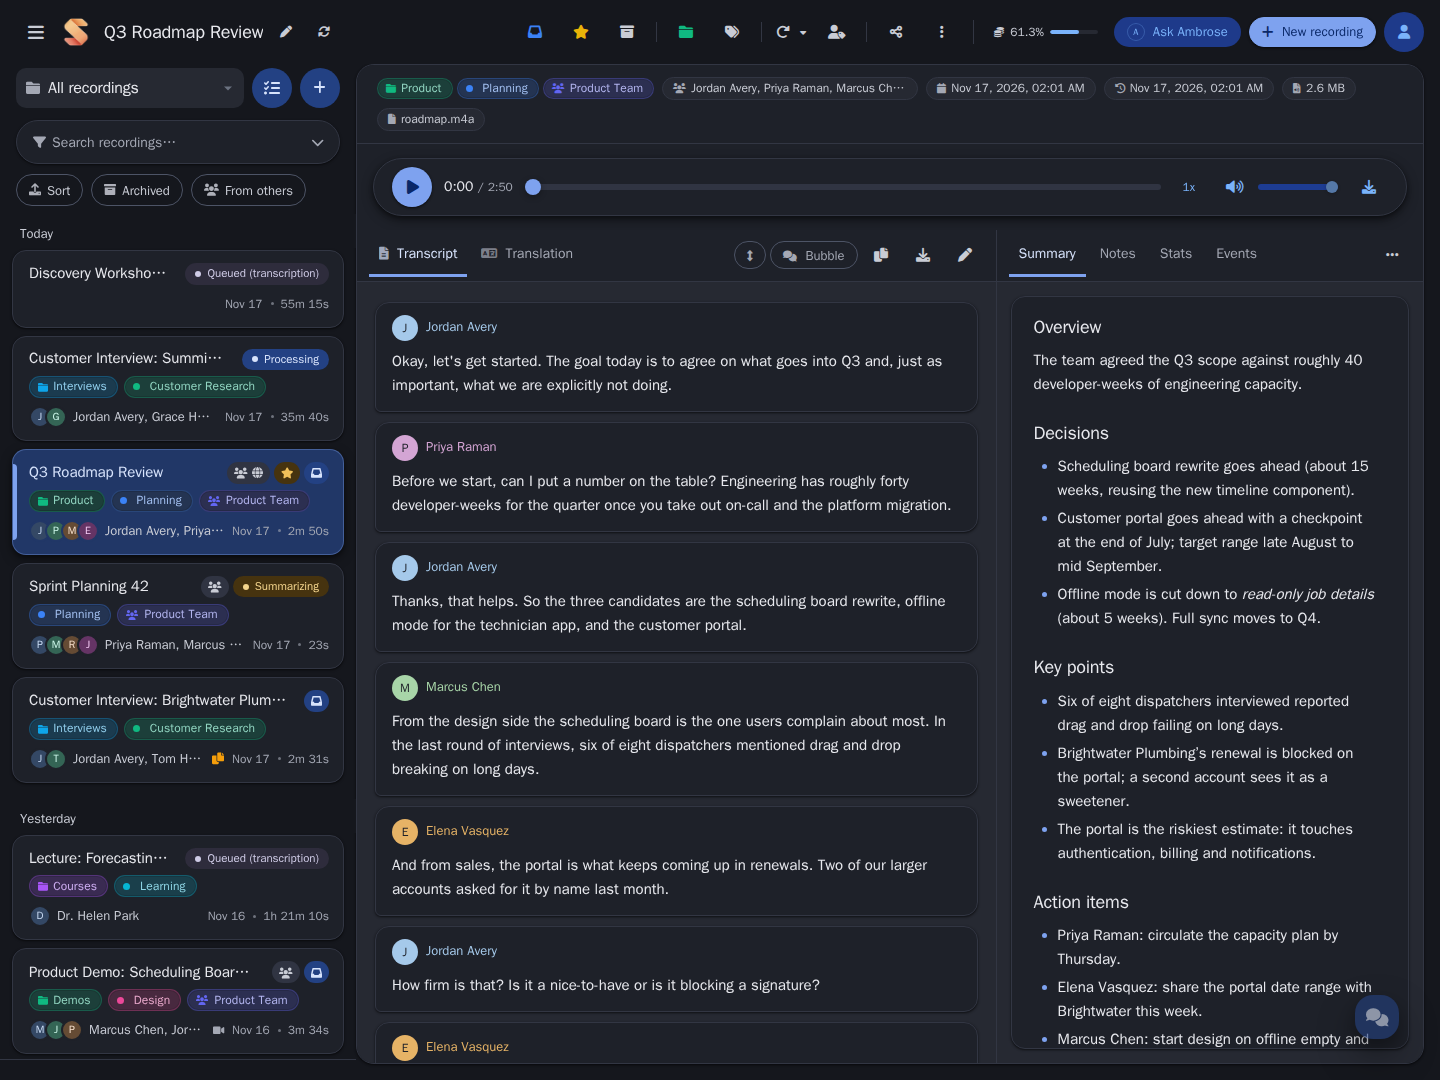 Q3 Roadmap Review
61.3%
A Ask Ambrose
New recording
All recordings
Search recordings···
Sort
Archived
From others
Today
Discovery Worksho···
Queued (transcription)
Nov 17 • 55m 15s
Customer Interview: Summi···
Processing
Interviews
Customer Research
J G Jordan Avery, Grace H··· Nov 17 • 35m 40s
Q3 Roadmap Review
Product
Planning
Product Team
J P M E Jordan Avery, Priya··· Nov 17 • 2m 50s
Sprint Planning 42
Summarizing
Planning
Product Team
P M R J Priya Raman, Marcus ··· Nov 17 • 23s
Customer Interview: Brightwater Plum···
Interviews
Customer Research
J T Jordan Avery, Tom H··· Nov 17 • 2m 31s
Yesterday
Lecture: Forecastin···
Queued (transcription)
Courses
Learning
D Dr. Helen Park Nov 16 • 1h 21m 10s
Product Demo: Scheduling Boar···
Demos
Design
Product Team
M J P Marcus Chen, Jor··· Nov 16 • 3m 34s
Product
Planning
Product Team
Jordan Avery, Priya Raman, Marcus Ch···
Nov 17, 2026, 02:01 AM
Nov 17, 2026, 02:01 AM
2.6 MB
roadmap.m4a
0:00 / 2:50
1x
Transcript
Translation
Bubble
J Jordan Avery
Okay, let's get started. The goal today is to agree on what goes into Q3 and, just as
important, what we are explicitly not doing.
P Priya Raman
Before we start, can I put a number on the table? Engineering has roughly forty
developer-weeks for the quarter once you take out on-call and the platform migration.
J Jordan Avery
Thanks, that helps. So the three candidates are the scheduling board rewrite, offline
mode for the technician app, and the customer portal.
M Marcus Chen
From the design side the scheduling board is the one users complain about most. In
the last round of interviews, six of eight dispatchers mentioned drag and drop
breaking on long days.
E Elena Vasquez
And from sales, the portal is what keeps coming up in renewals. Two of our larger
accounts asked for it by name last month.
J Jordan Avery
How firm is that? Is it a nice-to-have or is it blocking a signature?
E Elena Vasquez
Summary
Notes
Stats
Events
Overview
The team agreed the Q3 scope against roughly 40
developer-weeks of engineering capacity.
Decisions
• Scheduling board rewrite goes ahead (about 15
weeks, reusing the new timeline component).
• Customer portal goes ahead with a checkpoint
at the end of July; target range late August to
mid September.
• Offline mode is cut down to read-only job details
(about 5 weeks). Full sync moves to Q4.
Key points
• Six of eight dispatchers interviewed reported
drag and drop failing on long days.
• Brightwater Plumbing's renewal is blocked on
the portal; a second account sees it as a
sweetener.
• The portal is the riskiest estimate: it touches
authentication, billing and notifications.
Action items
• Priya Raman: circulate the capacity plan by
Thursday.
• Elena Vasquez: share the portal date range with
Brightwater this week.
• Marcus Chen: start design on offline empty and